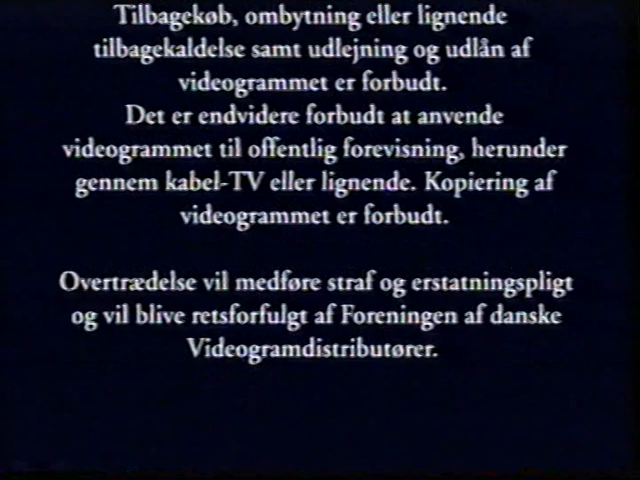 Tilbagekøb, ombytning eller lignende
tilbagekaldelse samt udlejning og udlån af
videogrammet er forbudt.
Det er endvidere forbudt at anvende
videogrammet til offentlig forevisning, herunder
gennem kabel-TV eller lignende. Kopiering af
videogrammet er forbudt.
Overtrædelse vil medføre straf og erstatningspligt
og vil blive retsforfulgt af Foreningen af danske
Videogramdistributører.